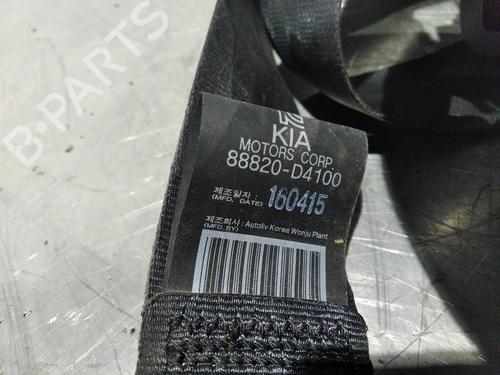 KIA
MOTORS CORP.
88820-D4100
제조일자 :
(MFD. DATE) 160415
제조회사 : Autoliv Korea Wonju Plant
(MFD. BY)
B-PARTS